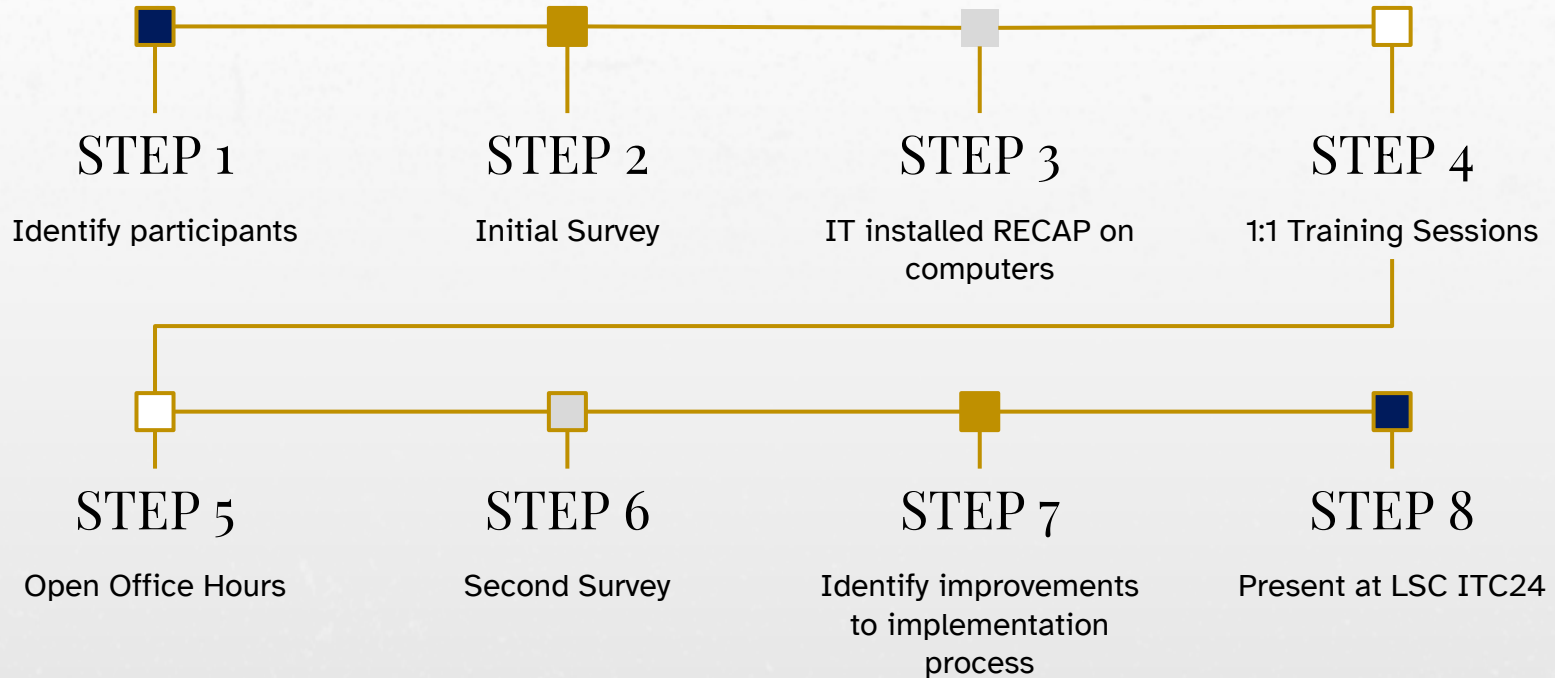 STEP 1
Identify participants
STEP 2
Initial Survey
STEP 3
IT installed RECAP on
computers
STEP 4
1:1 Training Sessions
STEP 5
Open Office Hours
STEP 6
Second Survey
STEP 7
Identify improvements
to implementation
process
STEP 8
Present at LSC ITC24